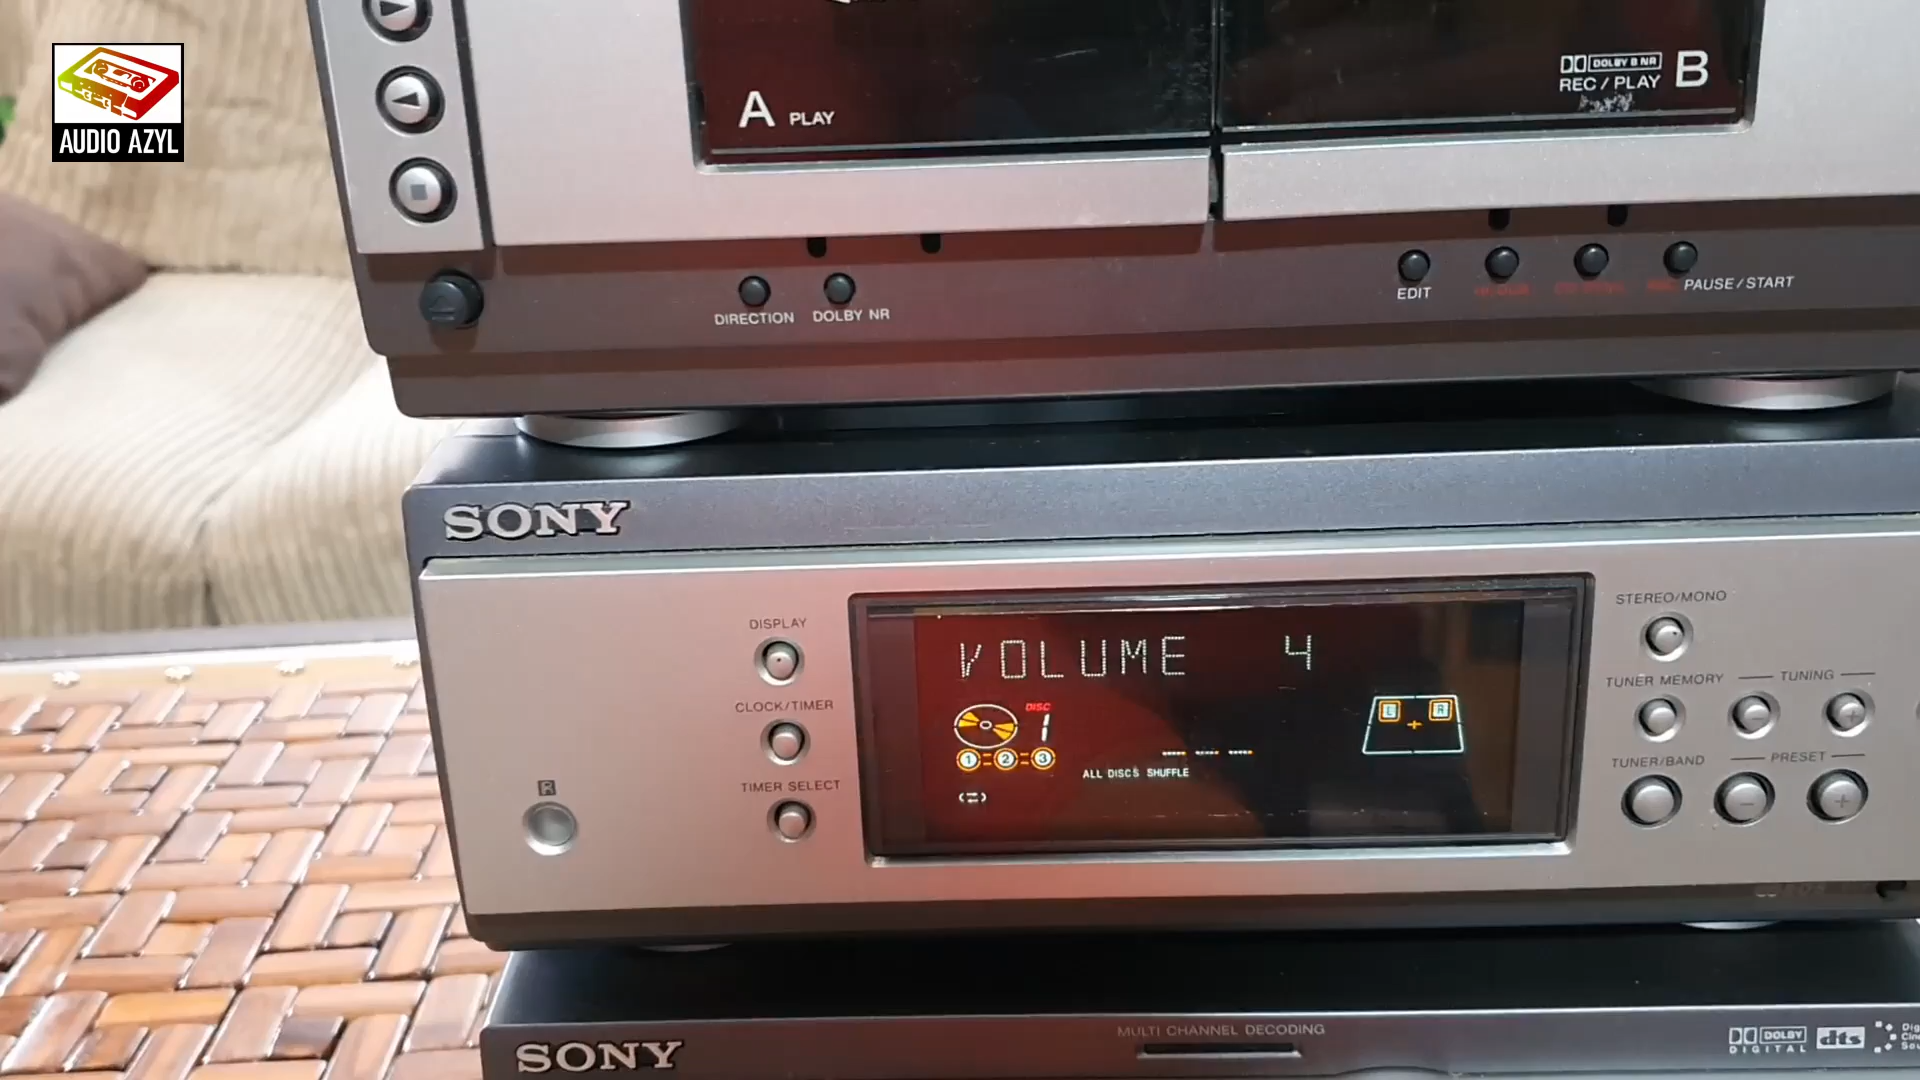 AUDIO AZYL
A PLAY
DOLBY B NR
REC / PLAY B
DIRECTION DOLBY NR
EDIT
PAUSE / START
SONY
DISPLAY
CLOCK/TIMER
TIMER SELECT
R
VOLUME 4
DISC 1
1 2 3
L R
ALL DISCS SHUFFLE
STEREO/MONO
TUNER MEMORY TUNING
TUNER/BAND PRESET
SONY
MULTI CHANNEL DECODING
DOLBY
DIGITAL
dts